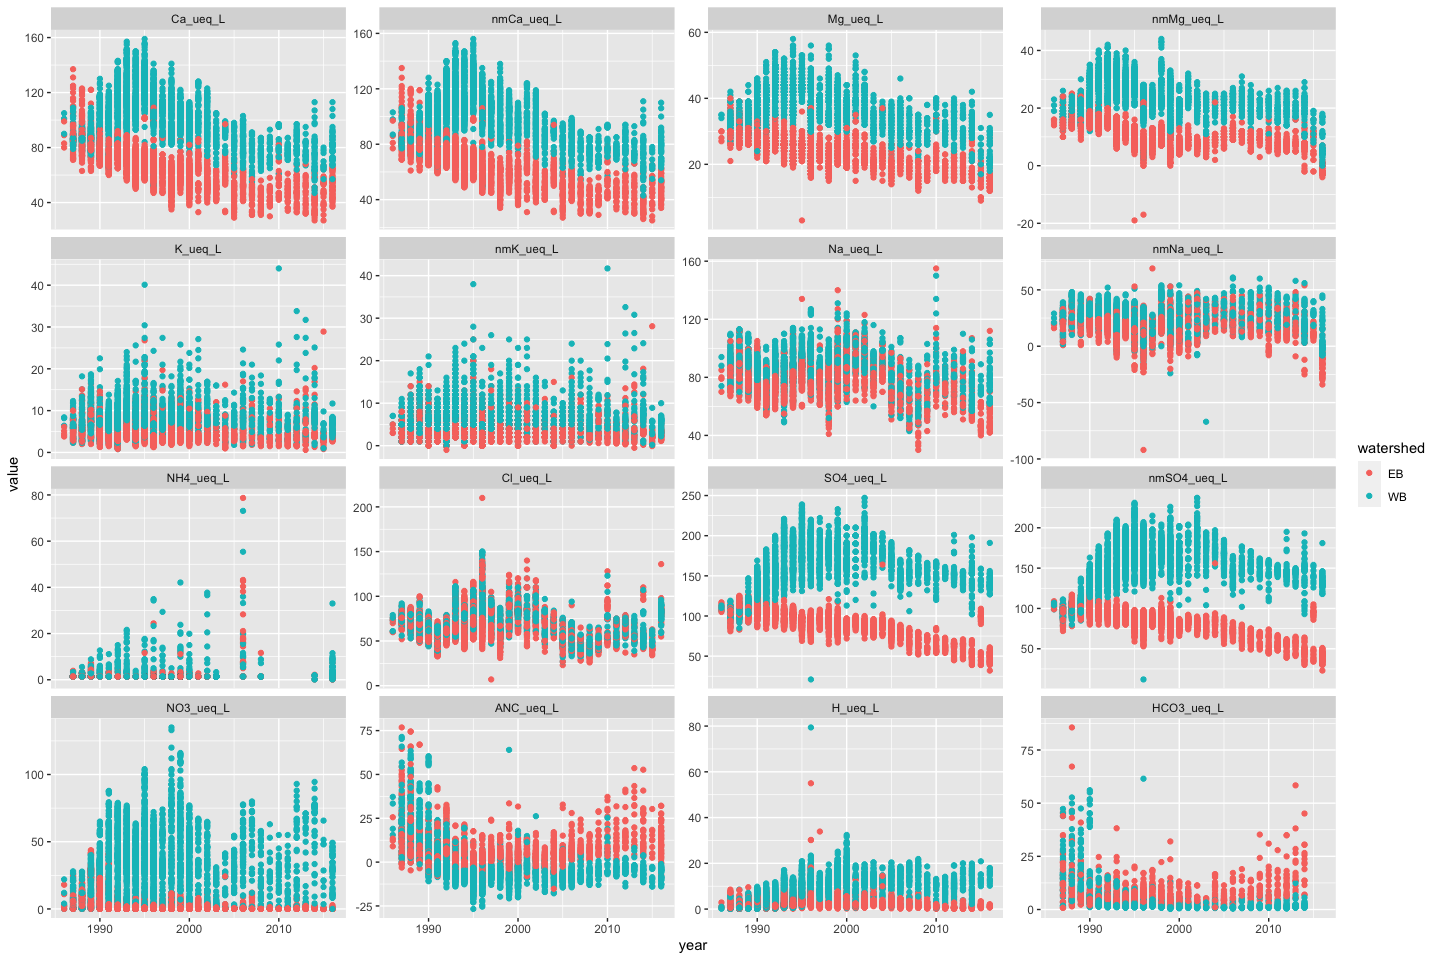 Ca_ueq_L nmCa_ueq_L Mg_ueq_L nmMg_ueq_L
160 120 80 40
160 120 80 40
60 40 20
40 20 0 -20
K_ueq_L nmK_ueq_L Na_ueq_L nmNa_ueq_L
40 30 20 10 0
40 30 20 10 0
160 120 80 40
50 0 -50 -100
NH4_ueq_L Cl_ueq_L SO4_ueq_L nmSO4_ueq_L
80 60 40 20 0
200 150 100 50 0
250 200 150 100 50
200 150 100 50
NO3_ueq_L ANC_ueq_L H_ueq_L HCO3_ueq_L
100 50 0
75 50 25 0 -25
80 60 40 20 0
75 50 25 0
1990 2000 2010 1990 2000 2010 1990 2000 2010 1990 2000 2010
year
value
watershed
EB
WB